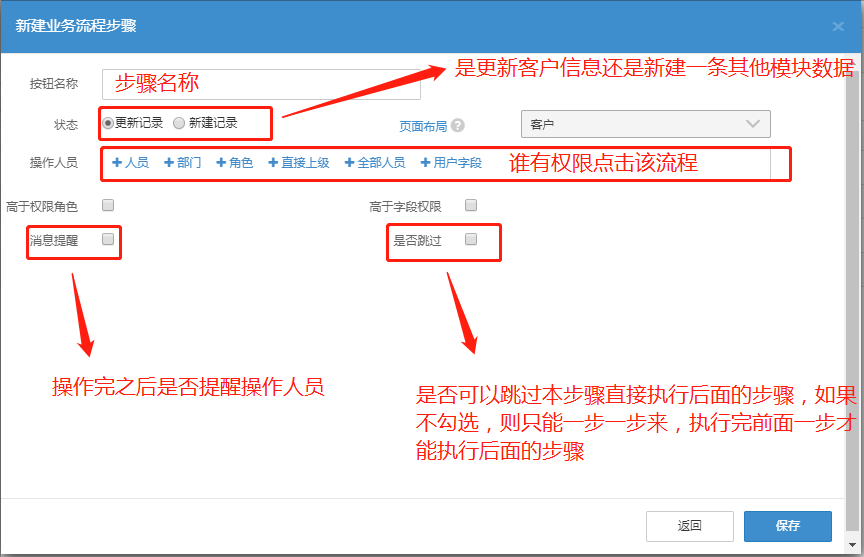 新建业务流程步骤
×
是更新客户信息还是新建一条其他模块数据
按钮名称 步骤名称
状态 更新记录 新建记录 页面布局 ? 客户
操作人员 +人员 +部门 +角色 +直接上级 +全部人员 +用户字段 谁有权限点击该流程
高于权限角色 高于字段权限
消息提醒 是否跳过
操作完之后是否提醒操作人员
是否可以跳过本步骤直接执行后面的步骤，如果
不勾选，则只能一步一步来，执行完前面一步才
能执行后面的步骤
返回 保存